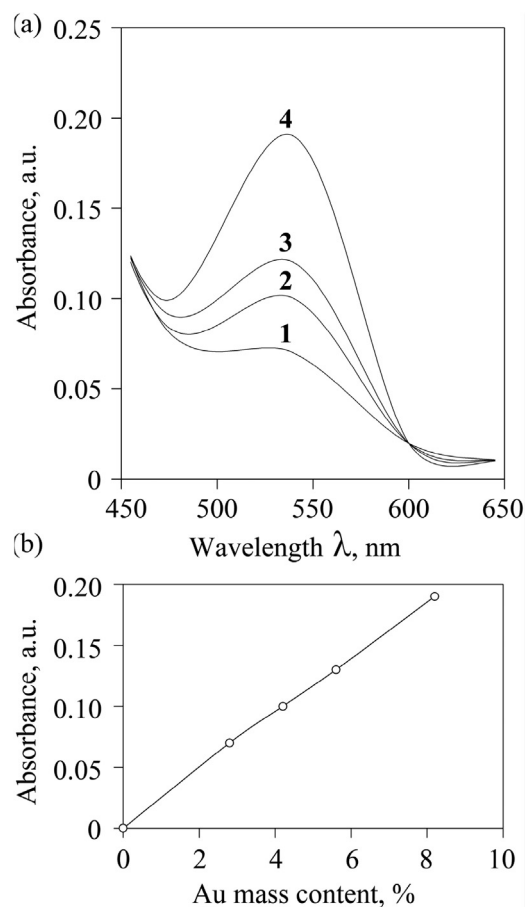 (a)
0.25
0.20
0.15
0.10
0.05
0
Absorbance, a.u.
4
3
2
1
450 500 550 600 650
Wavelength λ, nm
(b)
0.20
0.15
0.10
0.05
0
Absorbance, a.u.
0 2 4 6 8 10
Au mass content, %